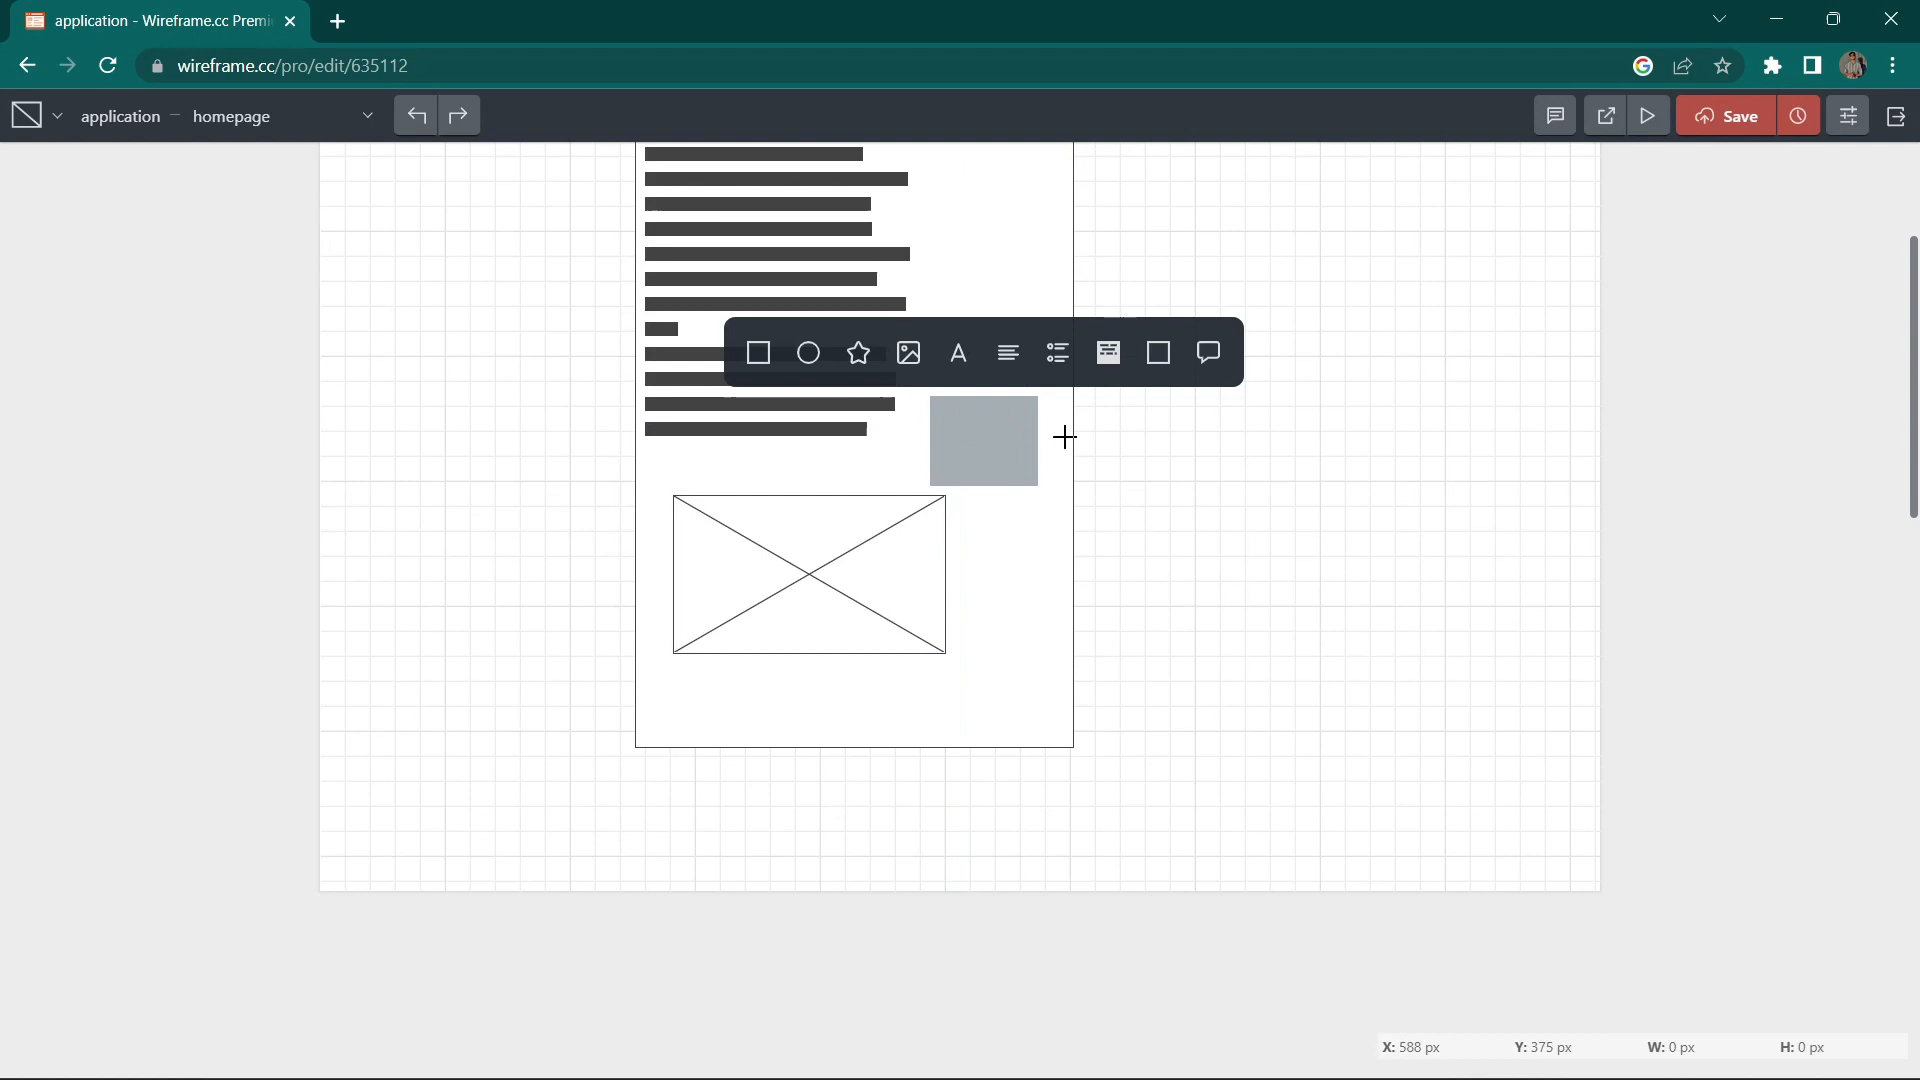 application - Wireframe.cc Premi
wireframe.cc/pro/edit/635112
application – homepage
Save
X: 588 px Y: 375 px W: 0 px H: 0 px